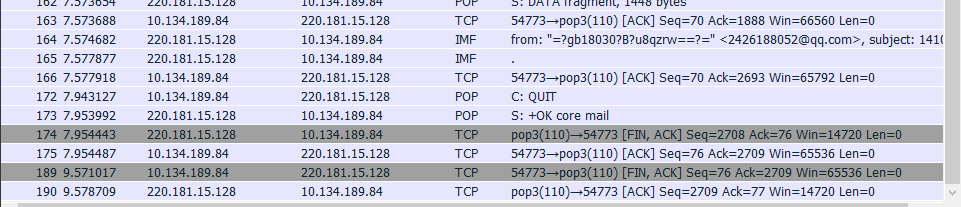 162 7.573654 220.181.15.128 10.134.189.84 POP S: DATA fragment, 1448 bytes
163 7.573688 10.134.189.84 220.181.15.128 TCP 54773→pop3(110) [ACK] Seq=70 Ack=1888 Win=66560 Len=0
164 7.574682 220.181.15.128 10.134.189.84 IMF from: "=?gb18030?B?u8qzrw==?=" <2426188052@qq.com>, subject: 1410
165 7.577877 220.181.15.128 10.134.189.84 IMF .
166 7.577918 10.134.189.84 220.181.15.128 TCP 54773→pop3(110) [ACK] Seq=70 Ack=2693 Win=65792 Len=0
172 7.943127 10.134.189.84 220.181.15.128 POP C: QUIT
173 7.953992 220.181.15.128 10.134.189.84 POP S: +OK core mail
174 7.954443 220.181.15.128 10.134.189.84 TCP pop3(110)→54773 [FIN, ACK] Seq=2708 Ack=76 Win=14720 Len=0
175 7.954487 10.134.189.84 220.181.15.128 TCP 54773→pop3(110) [ACK] Seq=76 Ack=2709 Win=65536 Len=0
189 9.571017 10.134.189.84 220.181.15.128 TCP 54773→pop3(110) [FIN, ACK] Seq=76 Ack=2709 Win=65536 Len=0
190 9.578709 220.181.15.128 10.134.189.84 TCP pop3(110)→54773 [ACK] Seq=2709 Ack=77 Win=14720 Len=0